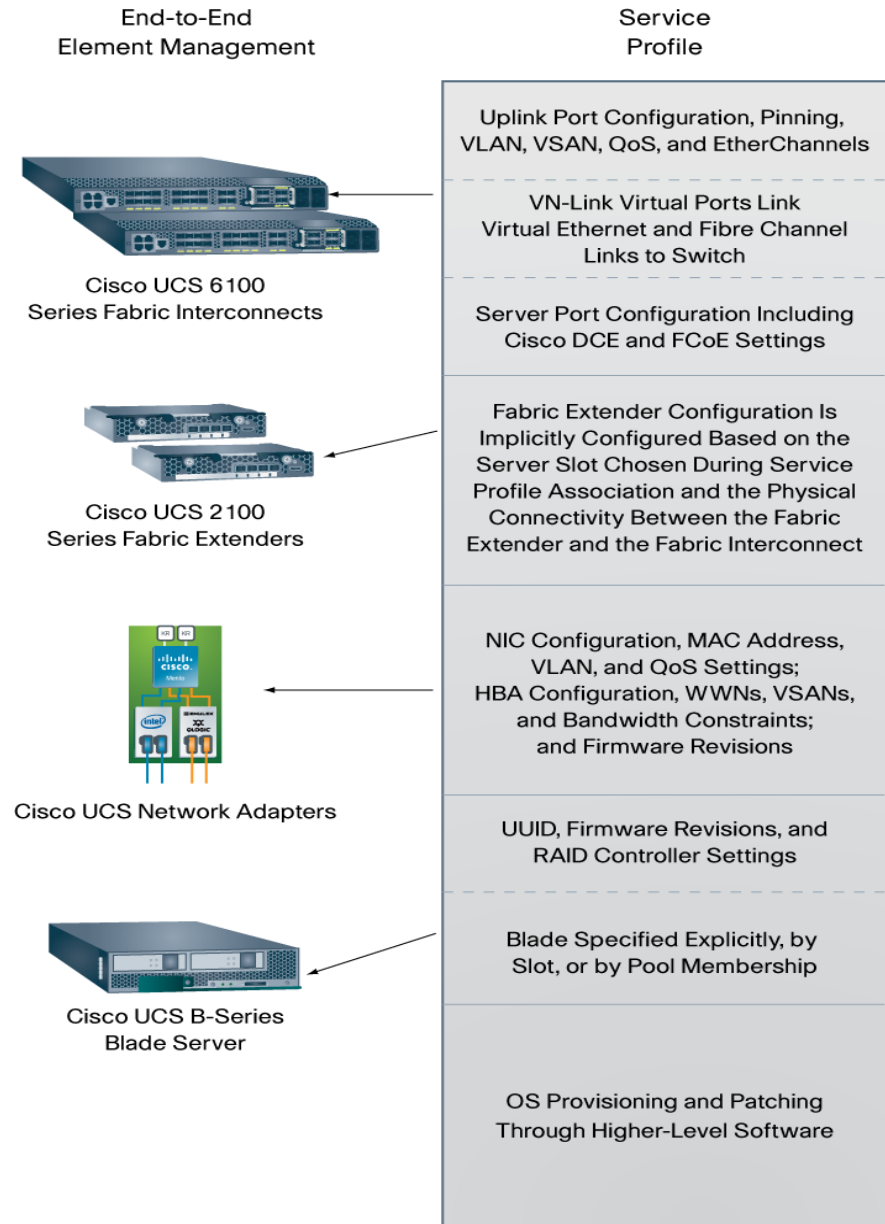 End-to-End
Element Management
Service
Profile
Uplink Port Configuration, Pinning,
VLAN, VSAN, QoS, and EtherChannels
VN-Link Virtual Ports Link
Virtual Ethernet and Fibre Channel
Links to Switch
Cisco UCS 6100
Series Fabric Interconnects
Server Port Configuration Including
Cisco DCE and FCoE Settings
Fabric Extender Configuration Is
Implicitly Configured Based on the
Server Slot Chosen During Service
Profile Association and the Physical
Connectivity Between the Fabric
Extender and the Fabric Interconnect
Cisco UCS 2100
Series Fabric Extenders
KR KR
CISCO.
Menlo
intel
EMULEX
QLOGIC
NIC Configuration, MAC Address,
VLAN, and QoS Settings;
HBA Configuration, WWNs, VSANs,
and Bandwidth Constraints;
and Firmware Revisions
Cisco UCS Network Adapters
UUID, Firmware Revisions, and
RAID Controller Settings
Blade Specified Explicitly, by
Slot, or by Pool Membership
Cisco UCS B-Series
Blade Server
OS Provisioning and Patching
Through Higher-Level Software